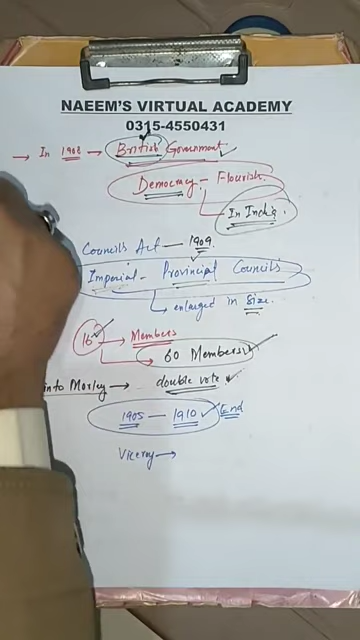 NAEEM'S VIRTUAL ACADEMY
0315-4550431
→ In 1908 → British Government
Democracy - Flourish
In India.
Councils Act — 1909
Imperial - Provincial Councils
→ enlarged in Size
16 → Members
→ 60 Members
into Morley → double vote
1905 — 1910 End
Viceroy →